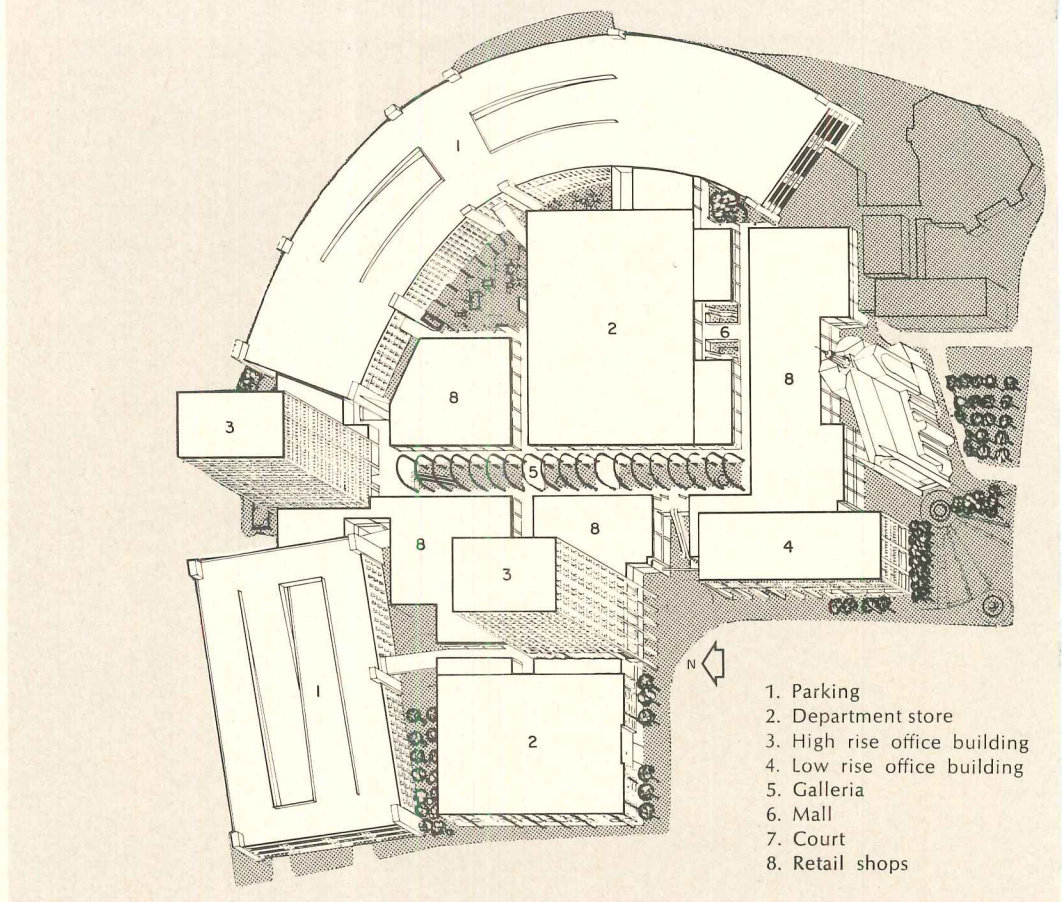 1
2
6
8
8
3
5
8
8
4
3
1
2
N
1. Parking
2. Department store
3. High rise office building
4. Low rise office building
5. Galleria
6. Mall
7. Court
8. Retail shops